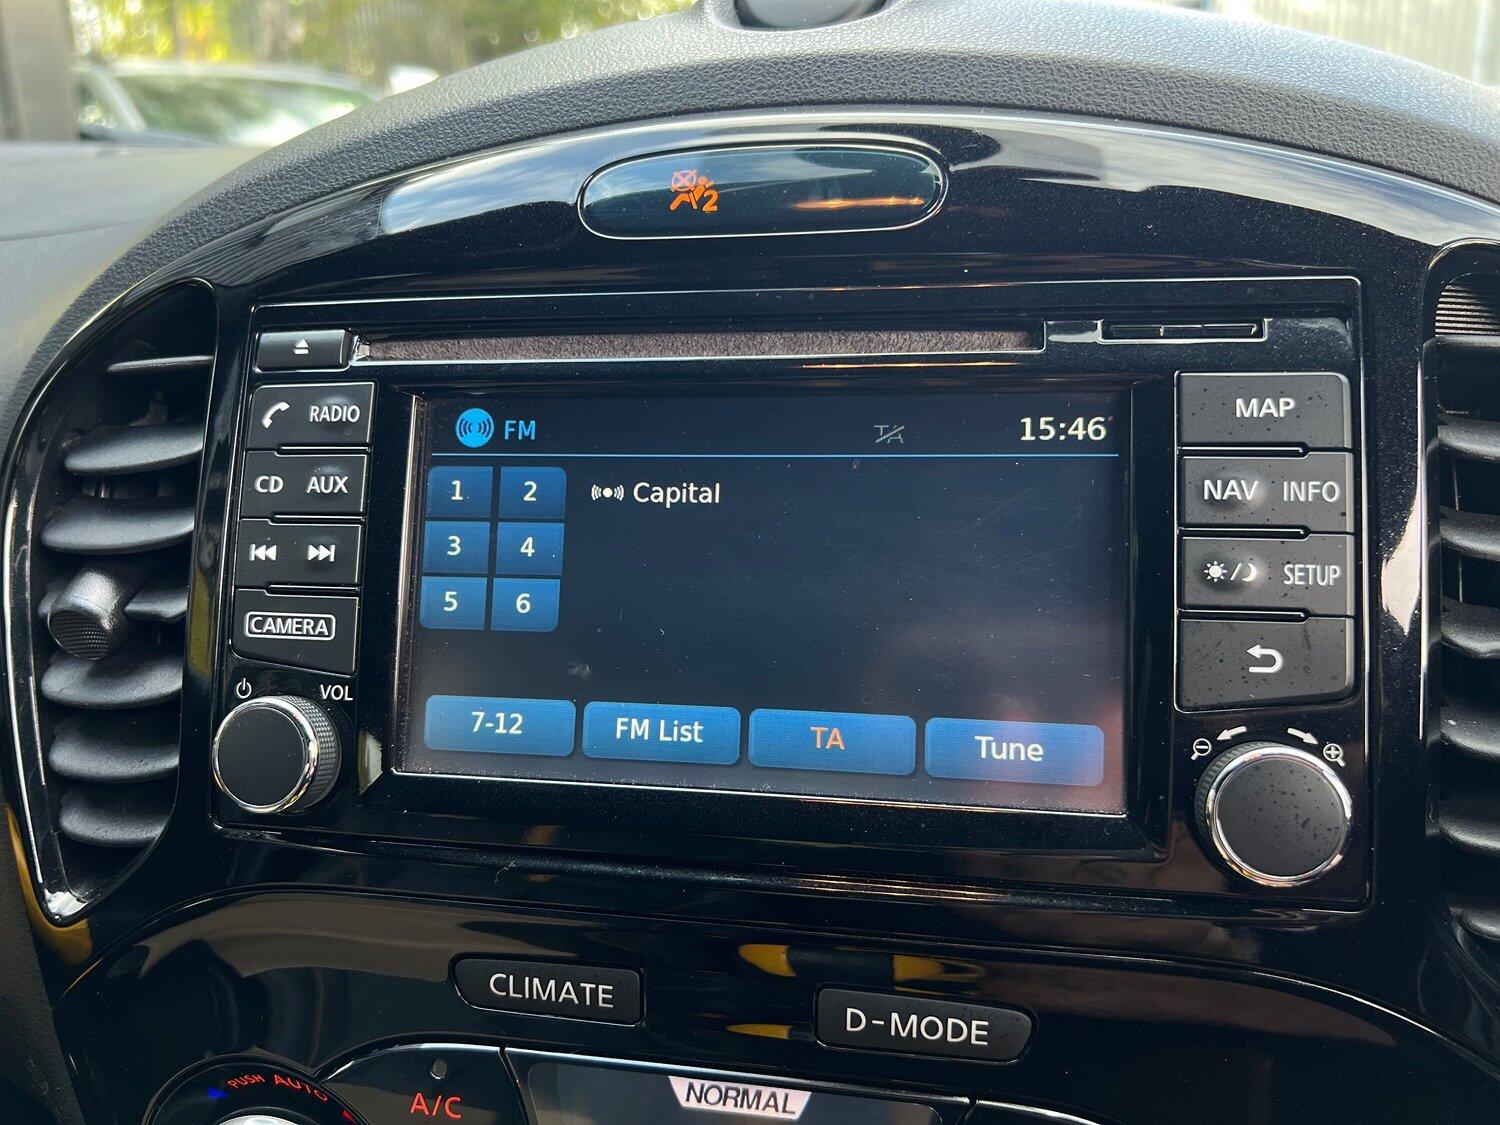 2
RADIO
CD AUX
CAMERA
VOL
FM
TA
15:46
1 2
3 4
5 6
Capital
7-12
FM List
TA
Tune
MAP
NAV INFO
SETUP
CLIMATE
D-MODE
PUSH AUTO
A/C
NORMAL